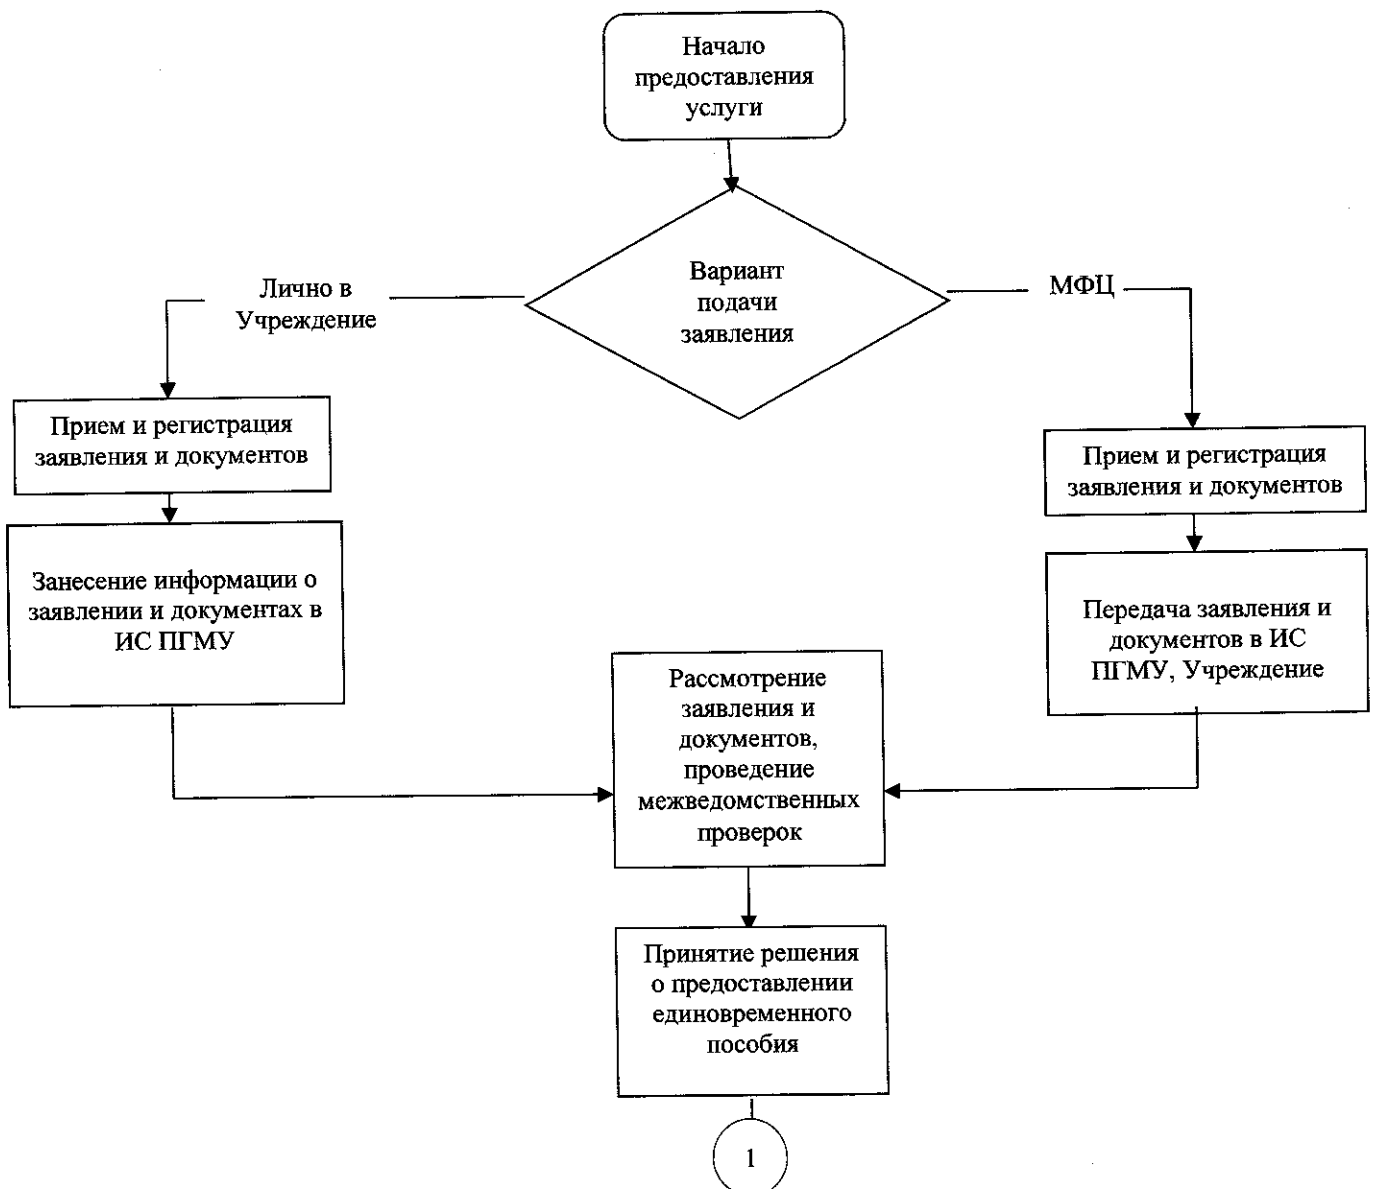 Начало
предоставления
услуги
Вариант
подачи
заявления
Лично в
Учреждение
МФЦ
Прием и регистрация
заявления и документов
Занесение информации о
заявлении и документах в
ИС ПГМУ
Прием и регистрация
заявления и документов
Передача заявления и
документов в ИС
ПГМУ, Учреждение
Рассмотрение
заявления и
документов,
проведение
межведомственных
проверок
Принятие решения
о предоставлении
единовременного
пособия
1